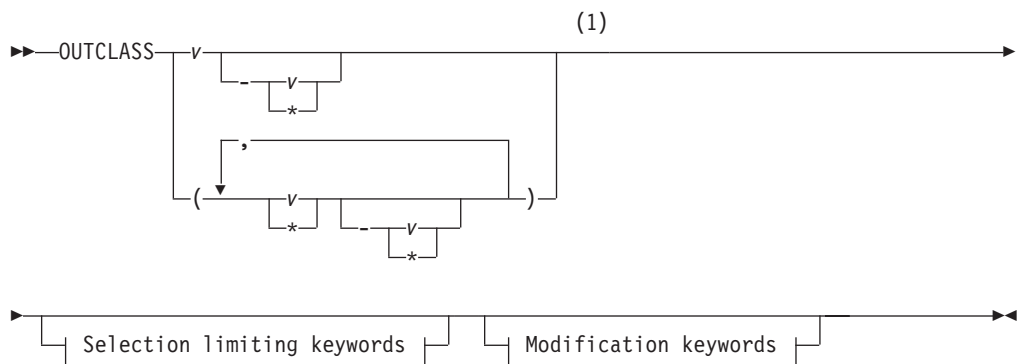 (1)
OUTCLASS v
- v
*
,
( v )
* - v
*
Selection limiting keywords Modification keywords